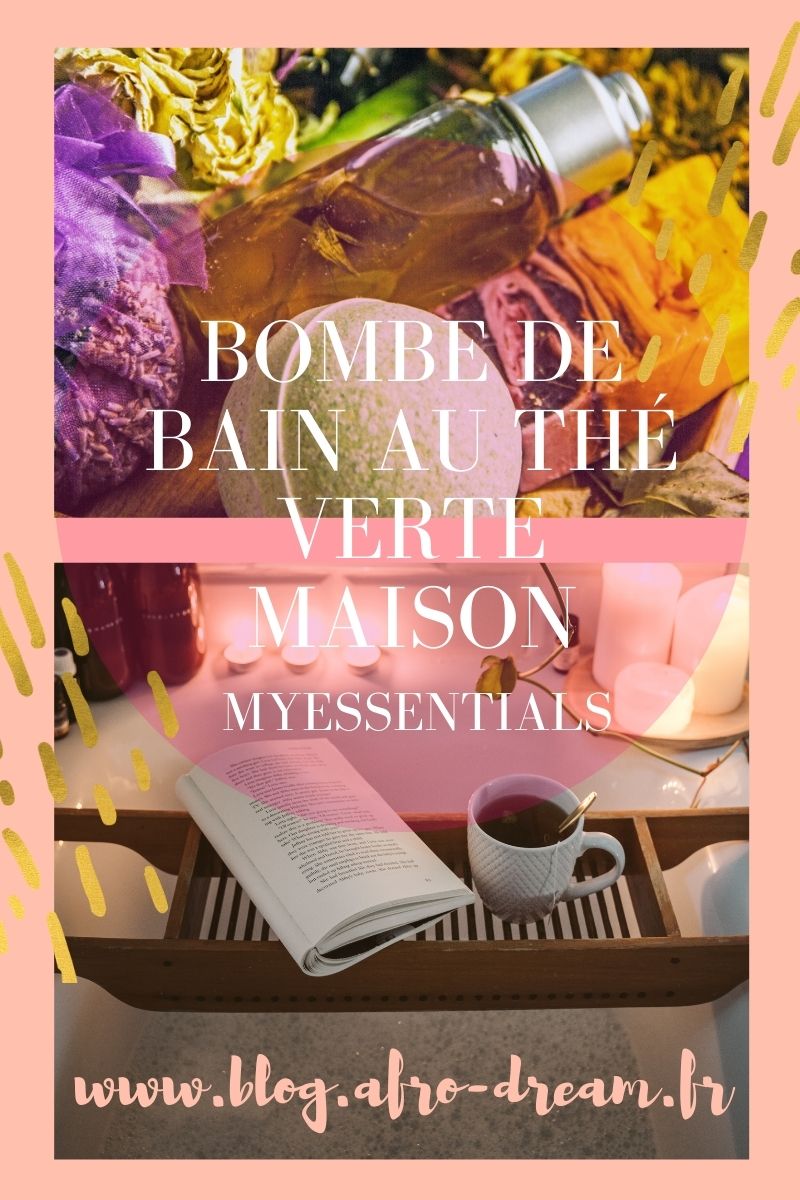 BOMBE DE
BAIN AU THÉ
VERTE
MAISON
MYESSENTIALS
www.blog.afro-dream.fr